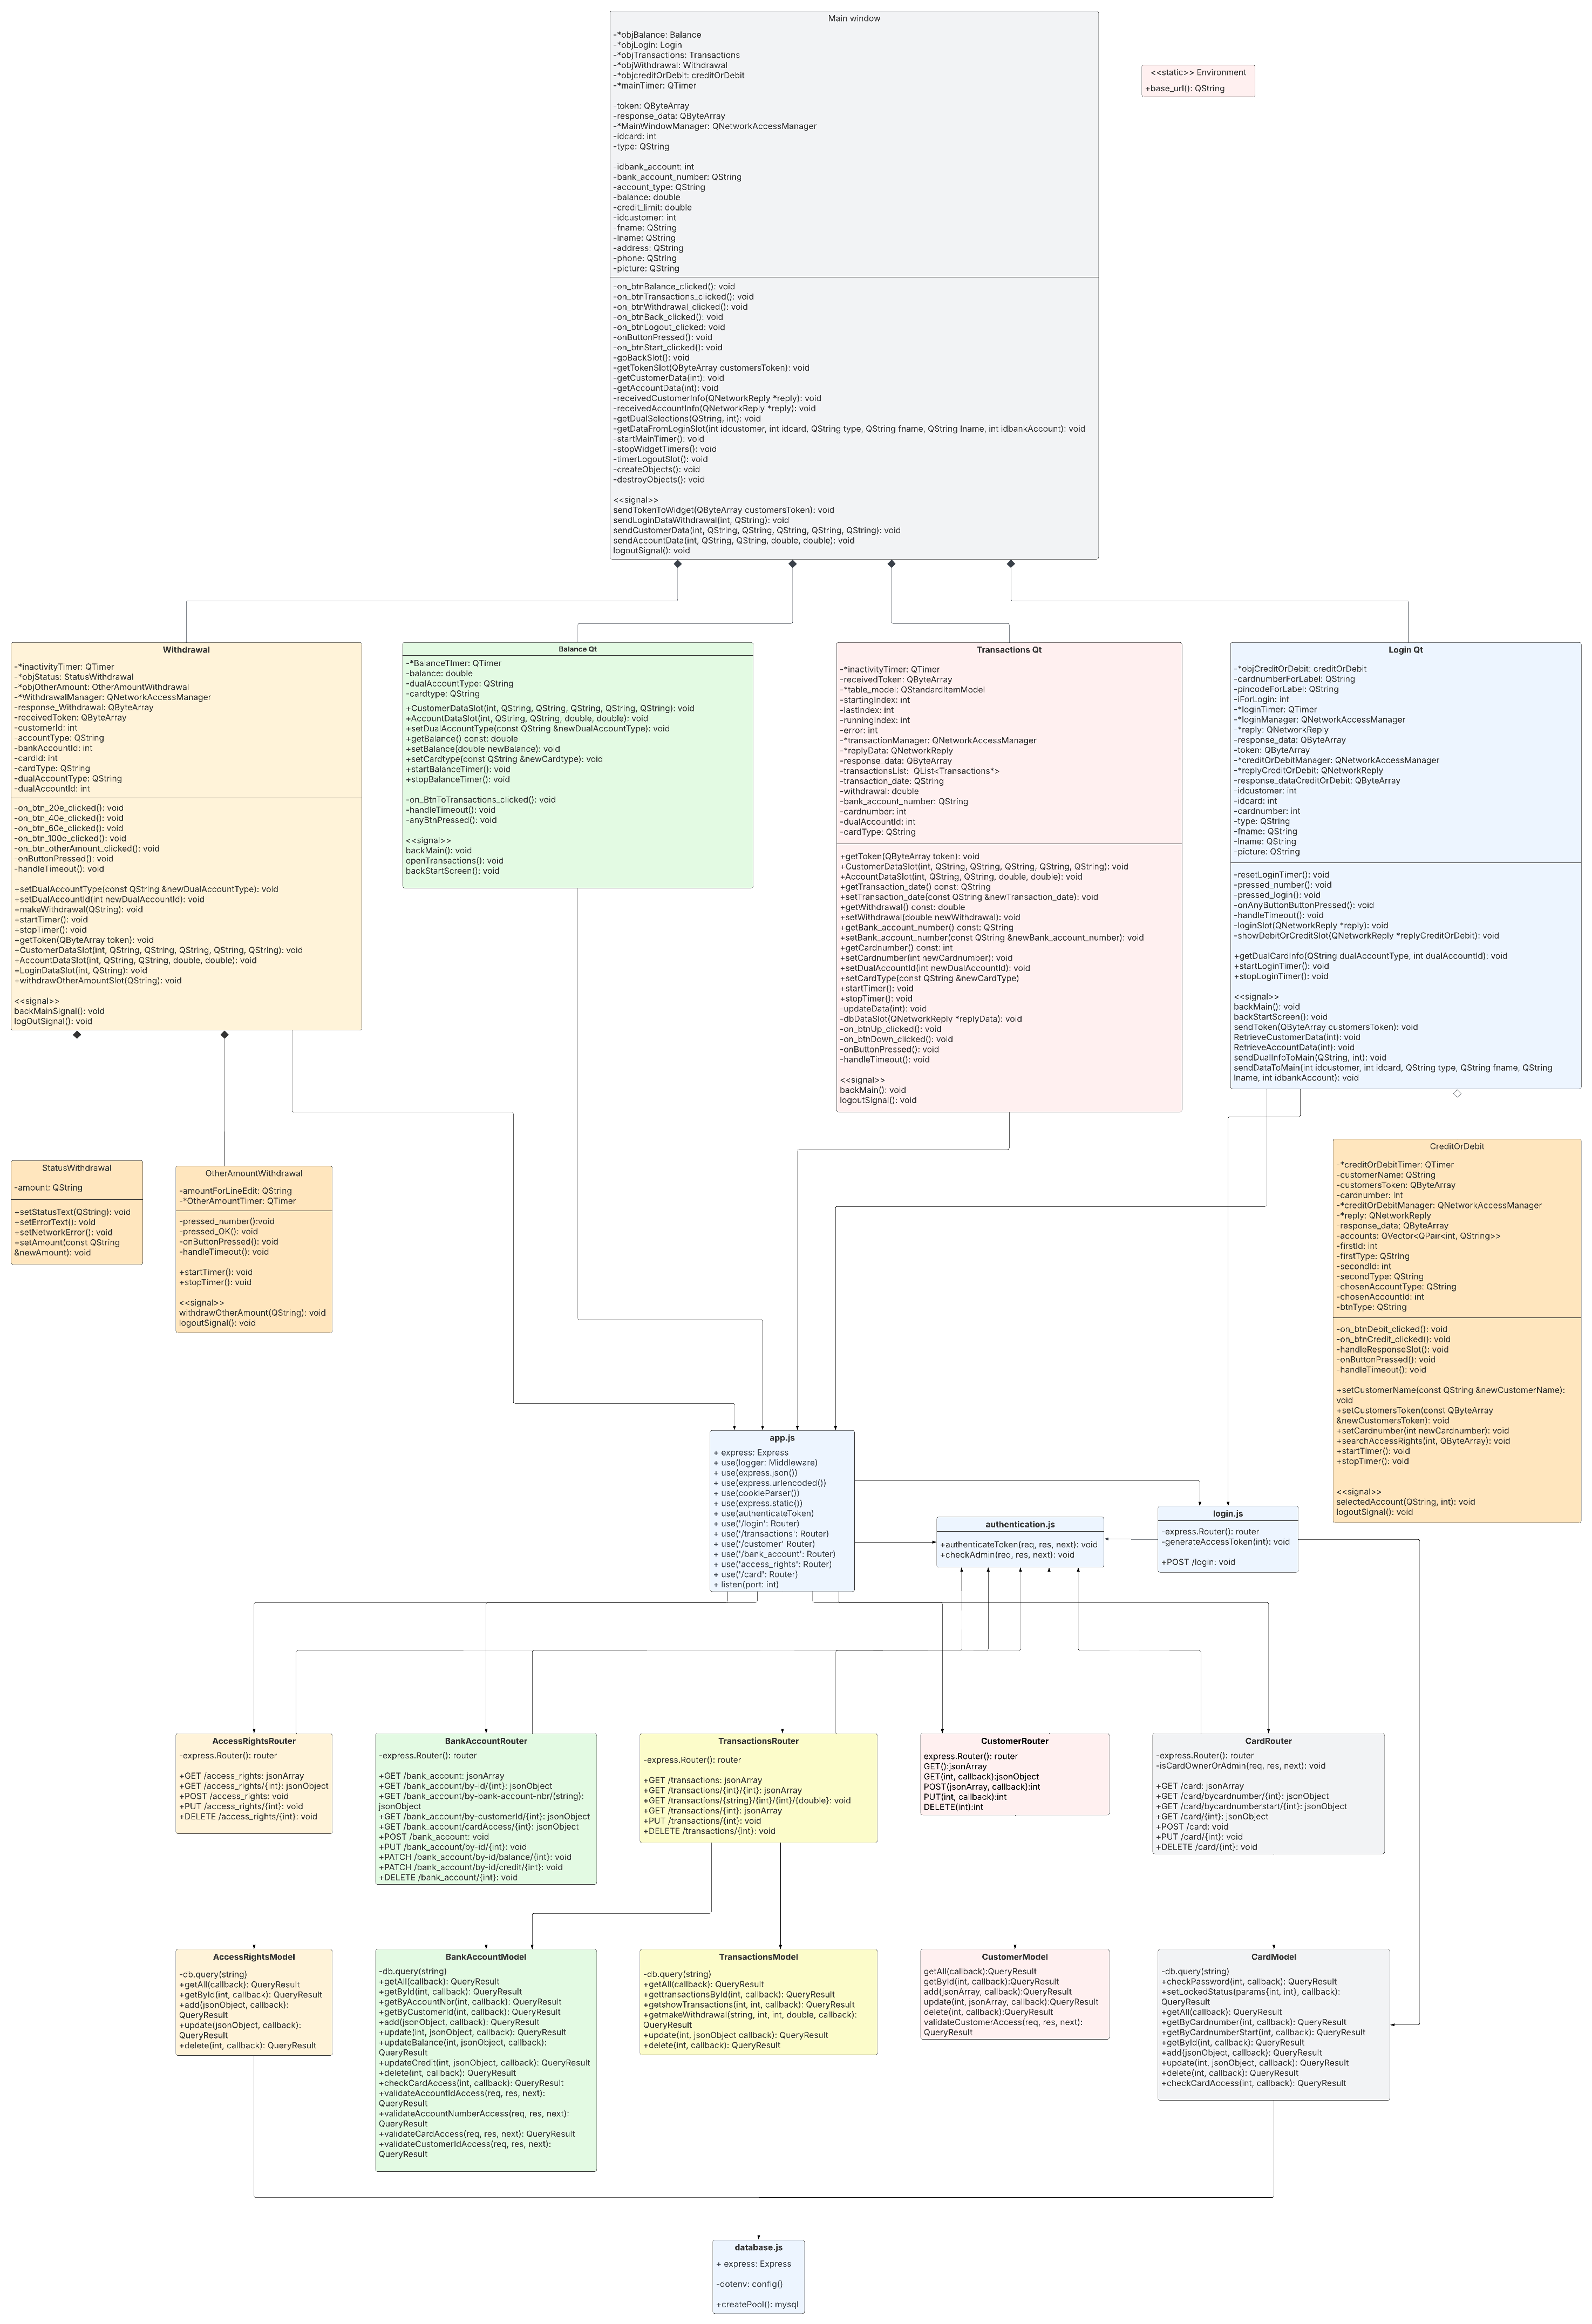 Main window
-*objBalance: Balance
-*objLogin: Login
-*objTransactions: Transactions
-*objWithdrawal: Withdrawal
-*objcreditOrDebit: creditOrDebit
-*mainTimer: QTimer
-token: QByteArray
-response_data: QByteArray
-*MainWindowManager: QNetworkAccessManager
-idcard: int
-type: QString
-idbank_account: int
-bank_account_number: QString
-account_type: QString
-balance: double
-credit_limit: double
-idcustomer: int
-fname: QString
-lname: QString
-address: QString
-phone: QString
-picture: QString
-on_btnBalance_clicked(): void
-on_btnTransactions_clicked(): void
-on_btnWithdrawal_clicked(): void
-on_btnBack_clicked(): void
-on_btnLogout_clicked: void
-onButtonPressed(): void
-on_btnStart_clicked(): void
-goBackSlot(): void
-getTokenSlot(QByteArray customersToken): void
-getCustomerData(int): void
-getAccountData(int): void
-receivedCustomerInfo(QNetworkReply *reply): void
-receivedAccountInfo(QNetworkReply *reply): void
-getDualSelections(QString, int): void
-getDataFromLoginSlot(int idcustomer, int idcard, QString type, QString fname, QString lname, int idbankAccount): void
-startMainTimer(): void
-stopWidgetTimers(): void
-timerLogoutSlot(): void
-createObjects(): void
-destroyObjects(): void
<<signal>>
sendTokenToWidget(QByteArray customersToken): void
sendLoginDataWithdrawal(int, QString): void
sendCustomerData(int, QString, QString, QString, QString, QString): void
sendAccountData(int, QString, QString, double, double): void
logoutSignal(): void
<<static>> Environment
+base_url(): QString
Withdrawal
-*inactivityTimer: QTimer
-*objStatus: StatusWithdrawal
-*objOtherAmount: OtherAmountWithdrawal
-*WithdrawalManager: QNetworkAccessManager
-response_Withdrawal: QByteArray
-receivedToken: QByteArray
-customerId: int
-accountType: QString
-bankAccountId: int
-cardId: int
-cardType: QString
-dualAccountType: QString
-dualAccountId: int
-on_btn_20e_clicked(): void
-on_btn_40e_clicked(): void
-on_btn_60e_clicked(): void
-on_btn_100e_clicked(): void
-on_btn_otherAmount_clicked(): void
-onButtonPressed(): void
-handleTimeout(): void
+setDualAccountType(const QString &newDualAccountType): void
+setDualAccountId(int newDualAccountId): void
+makeWithdrawal(QString): void
+startTimer(): void
+stopTimer(): void
+getToken(QByteArray token): void
+CustomerDataSlot(int, QString, QString, QString, QString, QString): void
+AccountDataSlot(int, QString, QString, double, double): void
+LoginDataSlot(int, QString): void
+withdrawOtherAmountSlot(QString): void
<<signal>>
backMainSignal(): void
logOutSignal(): void
Balance Qt
-*BalanceTImer: QTimer
-balance: double
-dualAccountType: QString
-cardtype: QString
+CustomerDataSlot(int, QString, QString, QString, QString, QString): void
+AccountDataSlot(int, QString, QString, double, double): void
+setDualAccountType(const QString &newDualAccountType): void
+getBalance() const: double
+setBalance(double newBalance): void
+setCardtype(const QString &newCardtype): void
+startBalanceTimer(): void
+stopBalanceTimer(): void
-on_BtnToTransactions_clicked(): void
-handleTimeout(): void
-anyBtnPressed(): void
<<signal>>
backMain(): void
openTransactions(): void
backStartScreen(): void
Transactions Qt
-*inactivityTimer: QTimer
-receivedToken: QByteArray
-*table_model: QStandardItemModel
-startingIndex: int
-lastIndex: int
-runningIndex: int
-error: int
-*transactionManager: QNetworkAccessManager
-*replyData: QNetworkReply
-response_data: QByteArray
-transactionsList: QList<Transactions*>
-transaction_date: QString
-withdrawal: double
-bank_account_number: QString
-cardnumber: int
-dualAccountId: int
-cardType: QString
+getToken(QByteArray token): void
+CustomerDataSlot(int, QString, QString, QString, QString, QString): void
+AccountDataSlot(int, QString, QString, double, double): void
+getTransaction_date() const: QString
+setTransaction_date(const QString &newTransaction_date): void
+getWithdrawal() const: double
+setWithdrawal(double newWithdrawal): void
+getBank_account_number() const: QString
+setBank_account_number(const QString &newBank_account_number): void
+getCardnumber() const: int
+setCardnumber(int newCardnumber): void
+setDualAccountId(int newDualAccountId): void
+setCardType(const QString &newCardType)
+startTimer(): void
+stopTimer(): void
-updateData(int): void
-dbDataSlot(QNetworkReply *replyData): void
-on_btnUp_clicked(): void
-on_btnDown_clicked(): void
-onButtonPressed(): void
-handleTimeout(): void
<<signal>>
backMain(): void
logoutSignal(): void
Login Qt
-*objCreditOrDebit: creditOrDebit
-cardnumberForLabel: QString
-pincodeForLabel: QString
-iForLogin: int
-*loginTimer: QTimer
-*loginManager: QNetworkAccessManager
-*reply: QNetworkReply
-response_data: QByteArray
-token: QByteArray
-*creditOrDebitManager: QNetworkAccessManager
-*replyCreditOrDebit: QNetworkReply
-response_dataCreditOrDebit: QByteArray
-idcustomer: int
-idcard: int
-cardnumber: int
-type: QString
-fname: QString
-lname: QString
-picture: QString
-resetLoginTimer(): void
-pressed_number(): void
-pressed_login(): void
-onAnyButtonButtonPressed(): void
-handleTimeout(): void
-loginSlot(QNetworkReply *reply): void
-showDebitOrCreditSlot(QNetworkReply *replyCreditOrDebit): void
+getDualCardInfo(QString dualAccountType, int dualAccountId): void
+startLoginTimer(): void
+stopLoginTimer(): void
<<signal>>
backMain(): void
backStartScreen(): void
sendToken(QByteArray customersToken): void
RetrieveCustomerData(int): void
RetrieveAccountData(int): void
sendDualInfoToMain(QString, int): void
sendDataToMain(int idcustomer, int idcard, QString type, QString fname, QString
lname, int idbankAccount): void
StatusWithdrawal
-amount: QString
+setStatusText(QString): void
+setErrorText(): void
+setNetworkError(): void
+setAmount(const QString
&newAmount): void
OtherAmountWithdrawal
-amountForLineEdit: QString
-*OtherAmountTimer: QTimer
-pressed_number():void
-pressed_OK(): void
-onButtonPressed(): void
-handleTimeout(): void
+startTimer(): void
+stopTimer(): void
<<signal>>
withdrawOtherAmount(QString): void
logoutSignal(): void
CreditOrDebit
-*creditOrDebitTimer: QTimer
-customerName: QString
-customersToken: QByteArray
-cardnumber: int
-*creditOrDebitManager: QNetworkAccessManager
-*reply: QNetworkReply
-response_data; QByteArray
-accounts: QVector<QPair<int, QString>>
-firstId: int
-firstType: QString
-secondId: int
-secondType: QString
-chosenAccountType: QString
-chosenAccountId: int
-btnType: QString
-on_btnDebit_clicked(): void
-on_btnCredit_clicked(): void
-handleResponseSlot(): void
-onButtonPressed(): void
-handleTimeout(): void
+setCustomerName(const QString &newCustomerName):
void
+setCustomersToken(const QByteArray
&newCustomersToken): void
+setCardnumber(int newCardnumber): void
+searchAccessRights(int, QByteArray): void
+startTimer(): void
+stopTimer(): void
<<signal>>
selectedAccount(QString, int): void
logoutSignal(): void
app.js
+ express: Express
+ use(logger: Middleware)
+ use(express.json())
+ use(express.urlencoded())
+ use(cookieParser())
+ use(express.static())
+ use(authenticateToken)
+ use('/login': Router)
+ use('/transactions': Router)
+ use('/customer' Router)
+ use('/bank_account': Router)
+ use('access_rights': Router)
+ use('/card': Router)
+ listen(port: int)
authentication.js
+authenticateToken(req, res, next): void
+checkAdmin(req, res, next): void
login.js
-express.Router(): router
-generateAccessToken(int): void
+POST /login: void
AccessRightsRouter
-express.Router(): router
+GET /access_rights: jsonArray
+GET /access_rights/{int}: jsonObject
+POST /access_rights: void
+PUT /access_rights/{int}: void
+DELETE /access_rights/{int}: void
BankAccountRouter
-express.Router(): router
+GET /bank_account: jsonArray
+GET /bank_account/by-id/{int}: jsonObject
+GET /bank_account/by-bank-account-nbr/{string}:
jsonObject
+GET /bank_account/by-customerId/{int}: jsonObject
+GET /bank_account/cardAccess/{int}: jsonObject
+POST /bank_account: void
+PUT /bank_account/by-id/{int}: void
+PATCH /bank_account/by-id/balance/{int}: void
+PATCH /bank_account/by-id/credit/{int}: void
+DELETE /bank_account/{int}: void
TransactionsRouter
-express.Router(): router
+GET /transactions: jsonArray
+GET /transactions/{int}/{int}: jsonArray
+GET /transactions/{string}/{int}/{int}/{double}: void
+GET /transactions/{int}: jsonArray
+PUT /transactions/{int}: void
+DELETE /transactions/{int}: void
CustomerRouter
express.Router(): router
GET():jsonArray
GET(int, callback):jsonObject
POST(jsonArray, callback):int
PUT(int, callback):int
DELETE(int):int
CardRouter
-express.Router(): router
-isCardOwnerOrAdmin(req, res, next): void
+GET /card: jsonArray
+GET /card/bycardnumber/{int}: jsonObject
+GET /card/bycardnumberstart/{int}: jsonObject
+GET /card/{int}: jsonObject
+POST /card: void
+PUT /card/{int}: void
+DELETE /card/{int}: void
AccessRightsModel
-db.query(string)
+getAll(callback): QueryResult
+getById(int, callback): QueryResult
+add(jsonObject, callback):
QueryResult
+update(jsonObject, callback):
QueryResult
+delete(int, callback): QueryResult
BankAccountModel
-db.query(string)
+getAll(callback): QueryResult
+getById(int, callback): QueryResult
+getByAccountNbr(int, callback): QueryResult
+getByCustomerId(int, callback): QueryResult
+add(jsonObject, callback): QueryResult
+update(int, jsonObject, callback): QueryResult
+updateBalance(int, jsonObject, callback):
QueryResult
+updateCredit(int, jsonObject, callback): QueryResult
+delete(int, callback): QueryResult
+checkCardAccess(int, callback): QueryResult
+validateAccountIdAccess(req, res, next):
QueryResult
+validateAccountNumberAccess(req, res, next):
QueryResult
+validateCardAccess(req, res, next): QueryResult
+validateCustomerIdAccess(req, res, next):
QueryResult
TransactionsModel
-db.query(string)
+getAll(callback): QueryResult
+gettransactionsById(int, callback): QueryResult
+getshowTransactions(int, int, callback): QueryResult
+getmakeWithdrawal(string, int, int, double, callback):
QueryResult
+update(int, jsonObject callback): QueryResult
+delete(int, callback): QueryResult
CustomerModel
getAll(callback):QueryResult
getById(int, callback):QueryResult
add(jsonArray, callback):QueryResult
update(int, jsonArray, callback):QueryResult
delete(int, callback):QueryResult
validateCustomerAccess(req, res, next):
QueryResult
CardModel
-db.query(string)
+checkPassword(int, callback): QueryResult
+setLockedStatus(params{int, int}, callback):
QueryResult
+getAll(callback): QueryResult
+getByCardnumber(int, callback): QueryResult
+getByCardnumberStart(int, callback): QueryResult
+getById(int, callback): QueryResult
+add(jsonObject, callback): QueryResult
+update(int, jsonObject, callback): QueryResult
+delete(int, callback): QueryResult
+checkCardAccess(int, callback): QueryResult
database.js
+ express: Express
-dotenv: config()
+createPool(): mysql